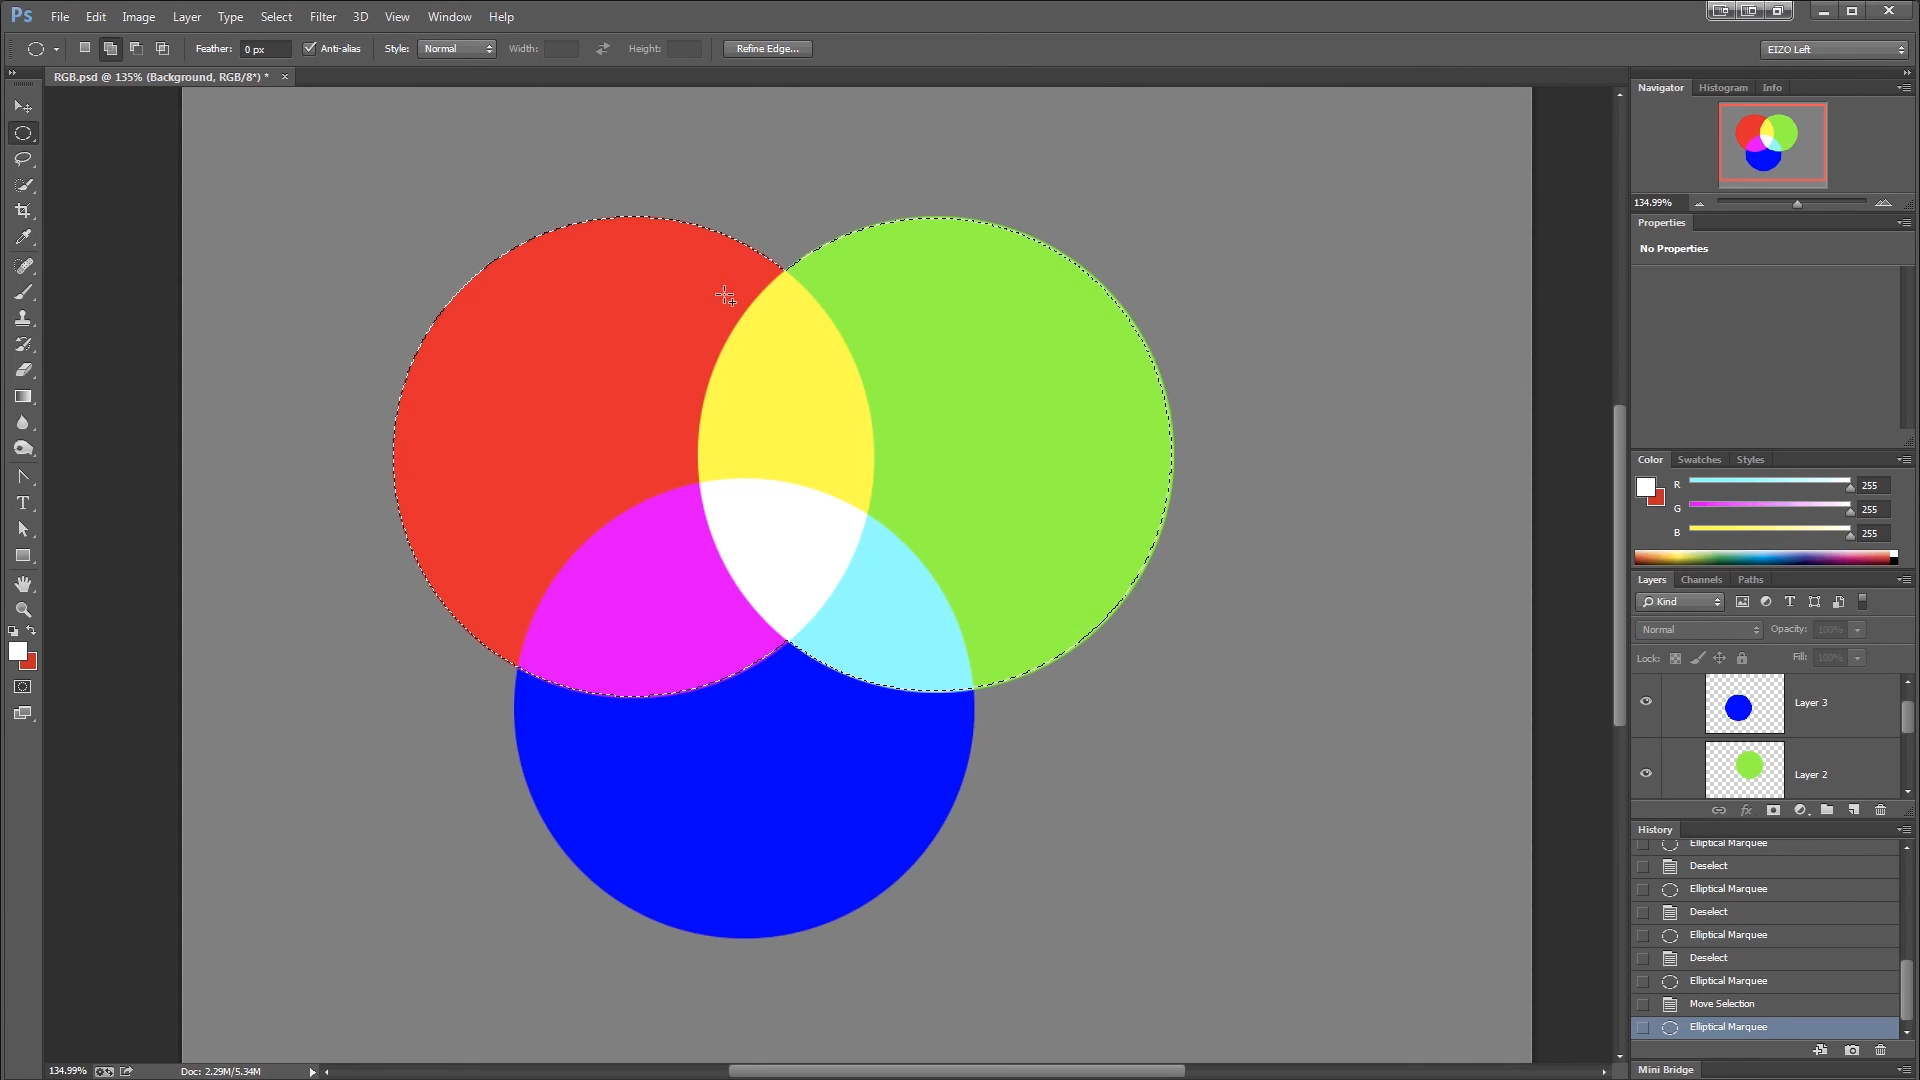 Ps File Edit Image Layer Type Select Filter 3D View Window Help
Feather: 0 px Anti-alias Style: Normal Width: Height: Refine Edge... EIZO Left
RGB.psd @ 135% (Background, RGB/8*) *
Navigator Histogram Info
134.99%
Properties
No Properties
Color Swatches Styles
R 255
G 255
B 255
Layers Channels Paths
Kind
Normal Opacity: 100%
Lock: Fill: 100%
Layer 3
Layer 2
fx
History
Elliptical Marquee
Deselect
Elliptical Marquee
Deselect
Elliptical Marquee
Deselect
Elliptical Marquee
Move Selection
Elliptical Marquee
134.99% Doc: 2.29M/5.34M
Mini Bridge